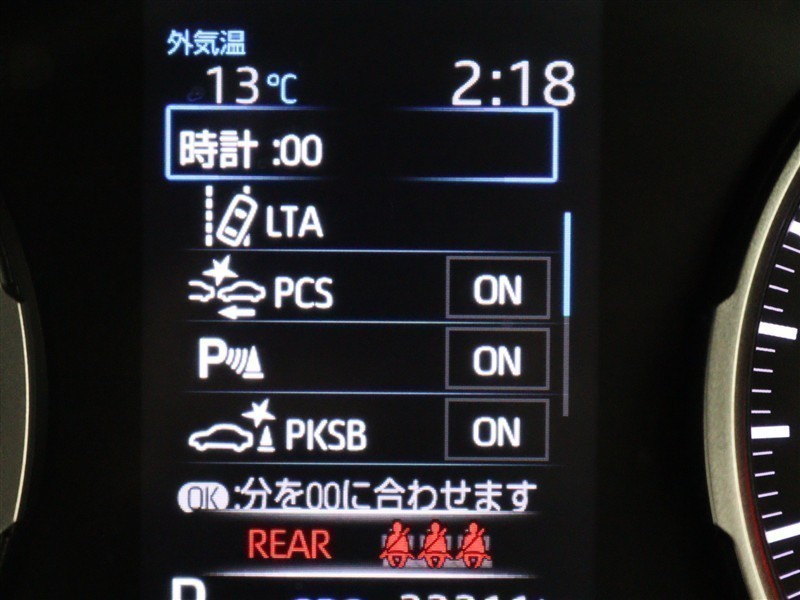 外気温
13℃ 2:18
時計 :00
LTA
PCS ON
P ON
PKSB ON
OK:分を00に合わせます
REAR